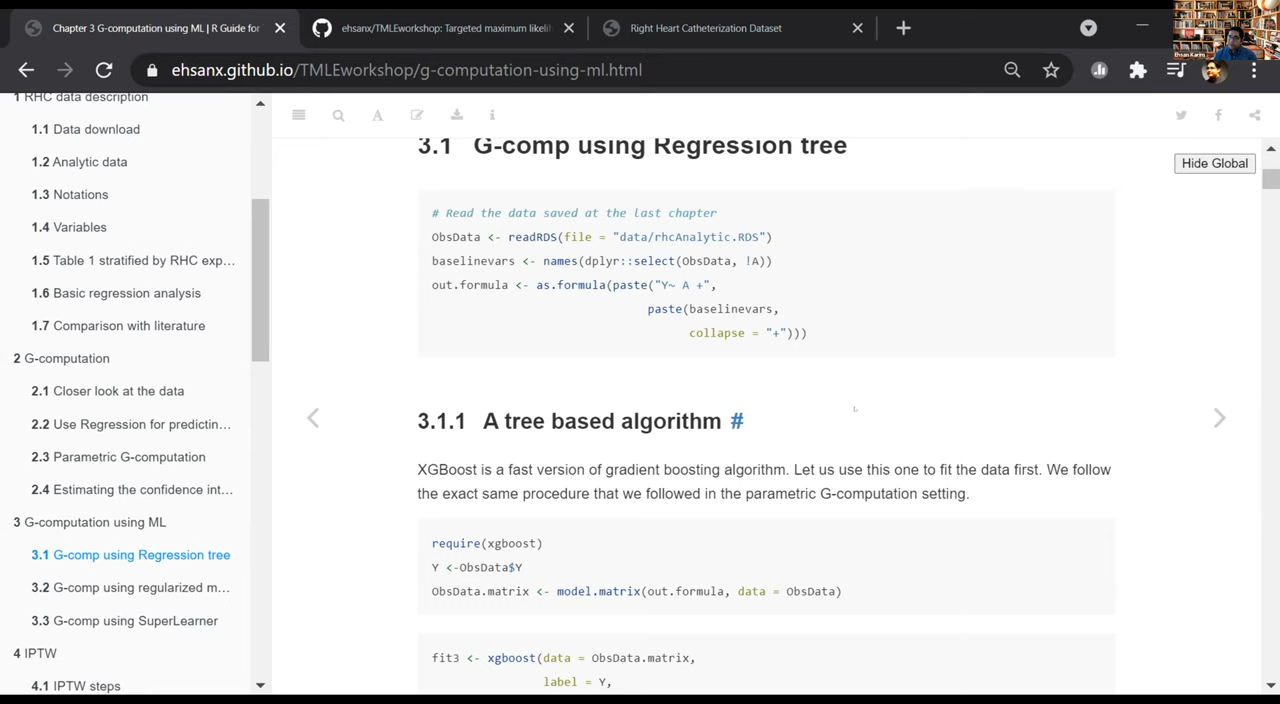 Chapter 3 G-computation using ML | R Guide for
ehsanx/TMLEworkshop: Targeted maximum likeli
Right Heart Catheterization Dataset
Ehsan Karim
ehsanx.github.io/TMLEworkshop/g-computation-using-ml.html
1 RHC data description
1.1 Data download
1.2 Analytic data
1.3 Notations
1.4 Variables
1.5 Table 1 stratified by RHC exp...
1.6 Basic regression analysis
1.7 Comparison with literature
2 G-computation
2.1 Closer look at the data
2.2 Use Regression for predictin...
2.3 Parametric G-computation
2.4 Estimating the confidence int...
3 G-computation using ML
3.1 G-comp using Regression tree
3.2 G-comp using regularized m...
3.3 G-comp using SuperLearner
4 IPTW
4.1 IPTW steps
3.1 G-comp using Regression tree
Hide Global
# Read the data saved at the last chapter
ObsData <- readRDS(file = "data/rhcAnalytic.RDS")
baselinevars <- names(dplyr::select(ObsData, !A))
out.formula <- as.formula(paste("Y~ A +",
paste(baselinevars,
collapse = "+")))
3.1.1 A tree based algorithm #
XGBoost is a fast version of gradient boosting algorithm. Let us use this one to fit the data first. We follow
the exact same procedure that we followed in the parametric G-computation setting.
require(xgboost)
Y <-ObsData$Y
ObsData.matrix <- model.matrix(out.formula, data = ObsData)
fit3 <- xgboost(data = ObsData.matrix,
label = Y,